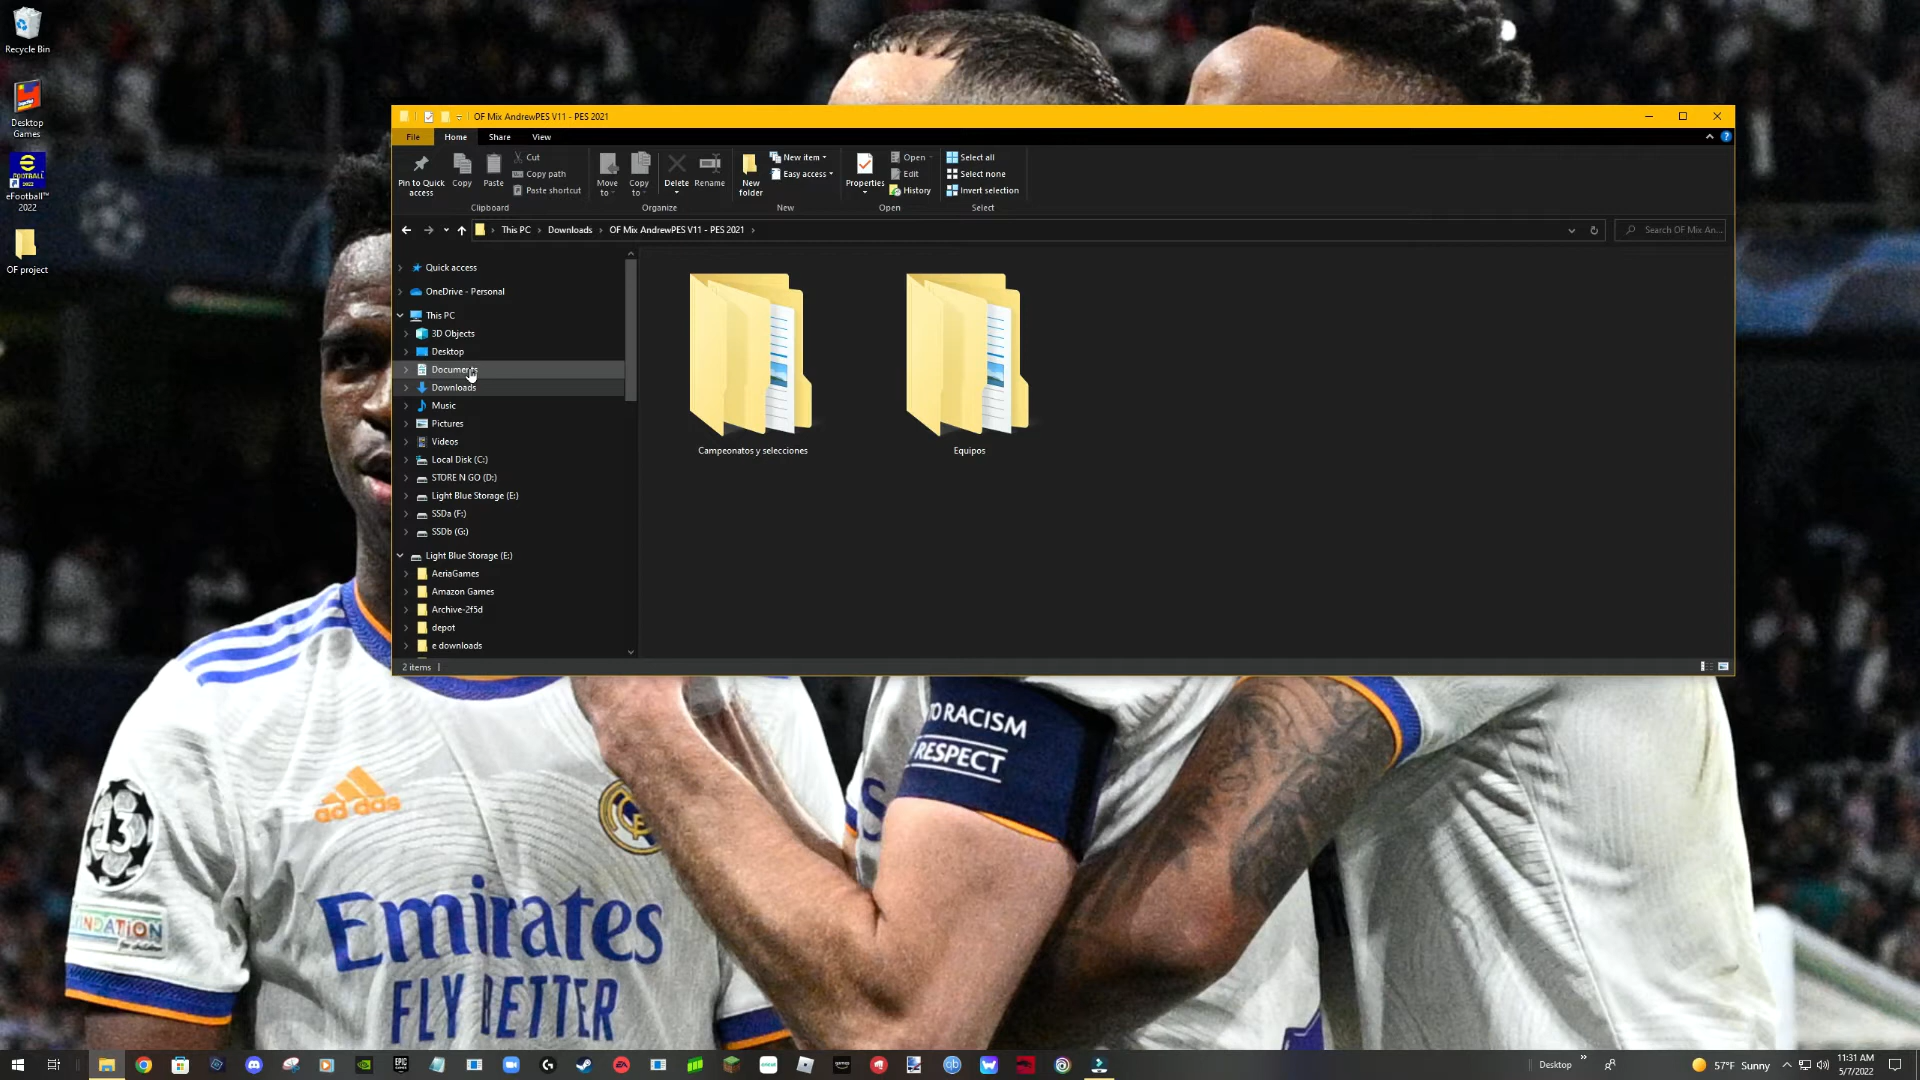 Recycle Bin
Desktop
Games
eFootball™
2022
OF project
OF Mix AndrewPES V11 - PES 2021
File
Home
Share
View
Pin to Quick
access
Copy
Paste
Cut
Copy path
Paste shortcut
Clipboard
Move
to
Copy
to
Delete
Rename
Organize
New
folder
New item
Easy access
New
Properties
Open
Edit
History
Open
Select all
Select none
Invert selection
Select
This PC
Downloads
OF Mix AndrewPES V11 - PES 2021
Search OF Mix An...
Quick access
OneDrive - Personal
This PC
3D Objects
Desktop
Documents
Downloads
Music
Pictures
Videos
Local Disk (C:)
STORE N GO (D:)
Light Blue Storage (E:)
SSDa (F:)
SSDb (G:)
Light Blue Storage (E:)
AeriaGames
Amazon Games
Archive-2f5d
depot
e downloads
Campeonatos y selecciones
Equipos
2 items
RACISM
RESPECT
adidas
13
Emirates
FLY BETTER
Desktop
57°F Sunny
11:31 AM
5/7/2022